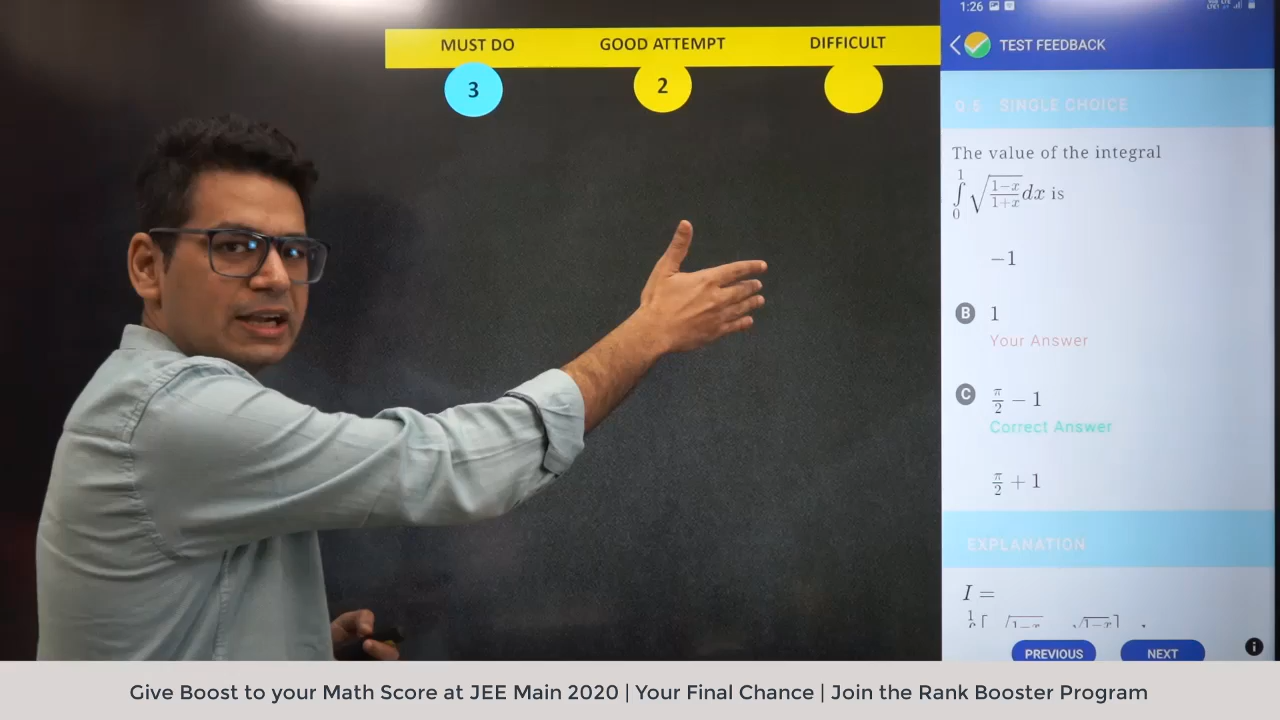 MUST DO GOOD ATTEMPT DIFFICULT
3 2
1:26
TEST FEEDBACK
Q.5 SINGLE CHOICE
The value of the integral
∫₀¹ √((1−x)/(1+x)) dx is
−1
B 1
Your Answer
C π/2 − 1
Correct Answer
π/2 + 1
EXPLANATION
I =
PREVIOUS NEXT
Give Boost to your Math Score at JEE Main 2020 | Your Final Chance | Join the Rank Booster Program